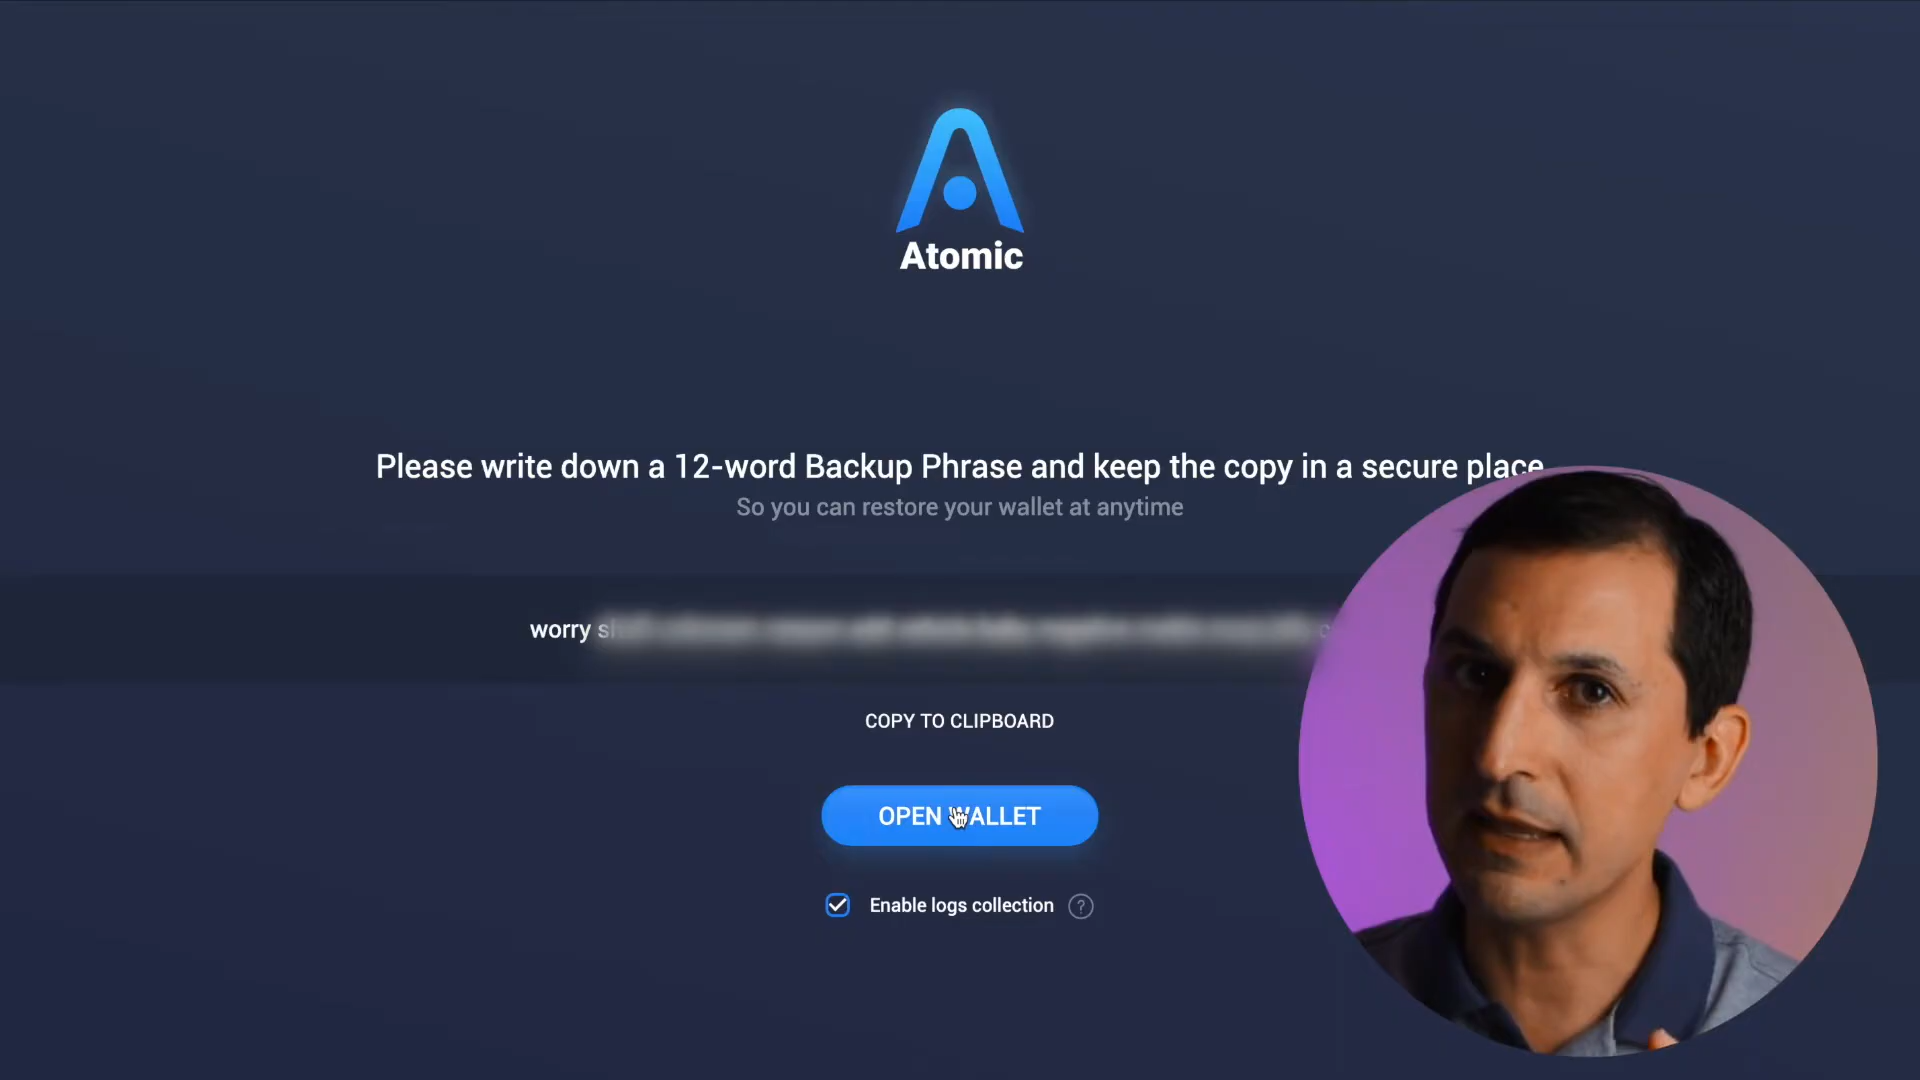 Atomic
Please write down a 12-word Backup Phrase and keep the copy in a secure place
So you can restore your wallet at anytime
worry
COPY TO CLIPBOARD
OPEN WALLET
Enable logs collection ?